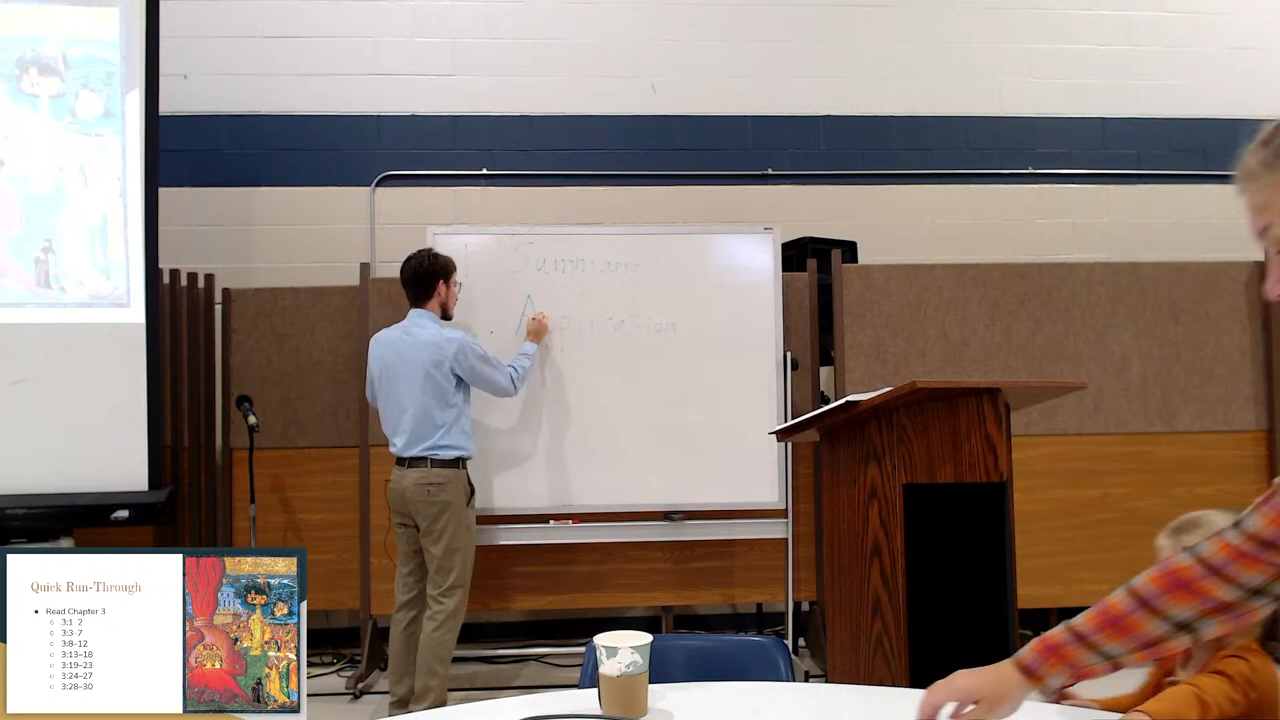 Summary
Application
Quick Run-Through
● Read Chapter 3
○ 3:1-2
○ 3:3-7
○ 3:8-12
○ 3:13-18
○ 3:19-23
○ 3:24-27
○ 3:28-30